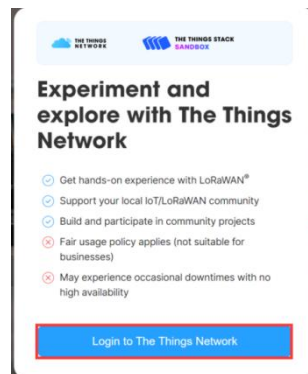 THE THINGS
NETWORK
THE THINGS STACK
SANDBOX
Experiment and
explore with The Things
Network
Get hands-on experience with LoRaWAN®
Support your local IoT/LoRaWAN community
Build and participate in community projects
Fair usage policy applies (not suitable for
businesses)
May experience occasional downtimes with no
high availability
Login to The Things Network